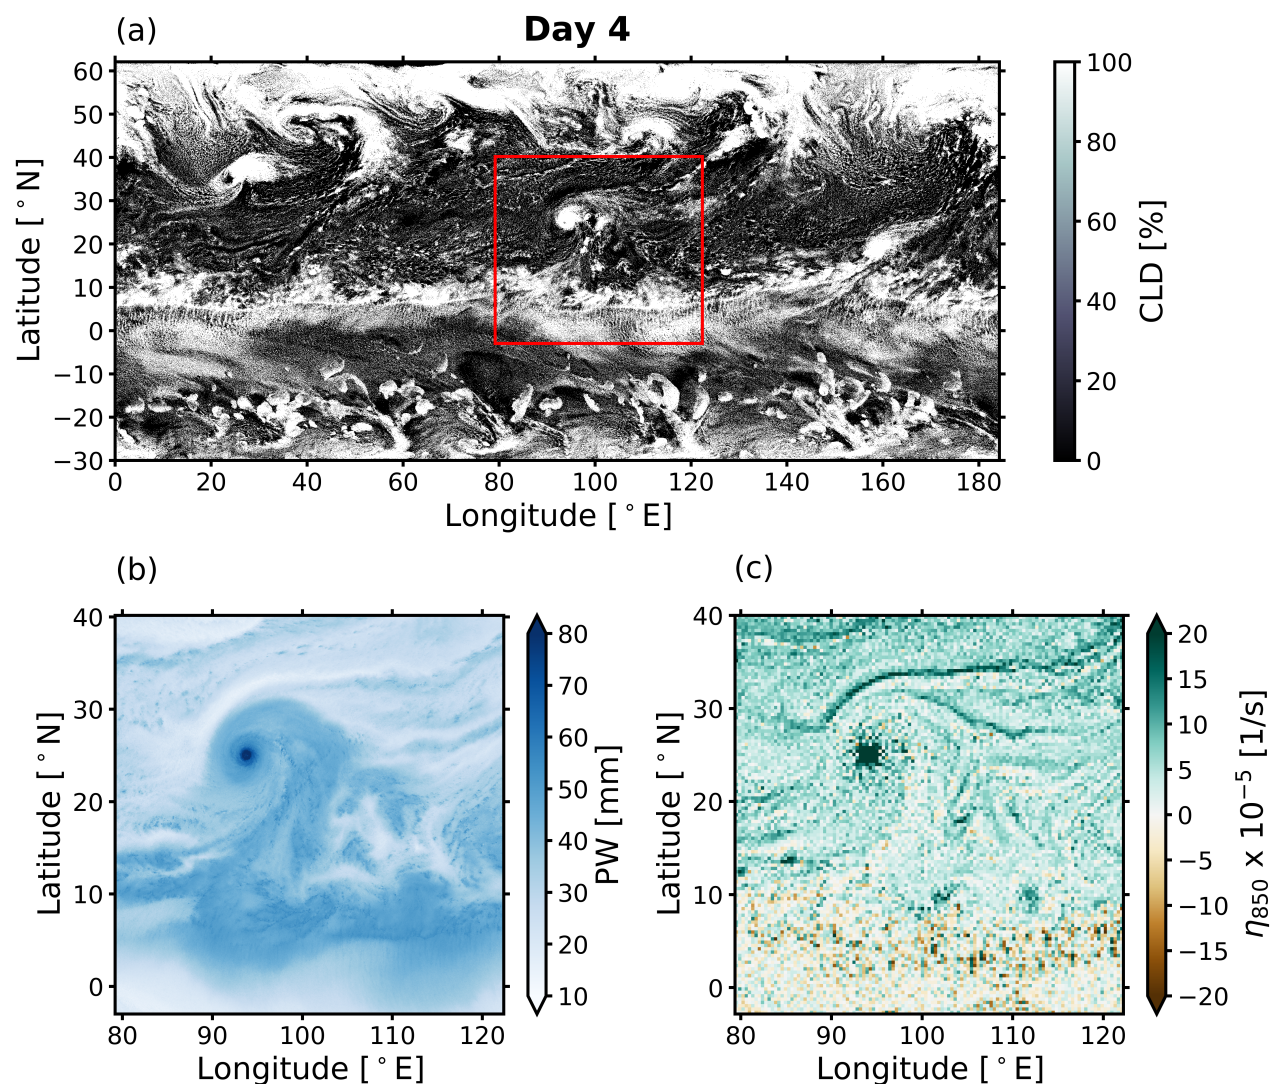 (a)
Day 4
60
50
40
30
20
10
0
−10
−20
−30
Latitude [°N]
0 20 40 60 80 100 120 140 160 180
Longitude [°E]
100
80
60
40
20
0
CLD [%]
(b)
40
30
20
10
0
Latitude [°N]
80 90 100 110 120
Longitude [°E]
80
70
60
50
40
30
20
10
PW [mm]
(c)
40
30
20
10
0
Latitude [°N]
80 90 100 110 120
Longitude [°E]
20
15
10
5
0
−5
−10
−15
−20
η850 x 10−5 [1/s]